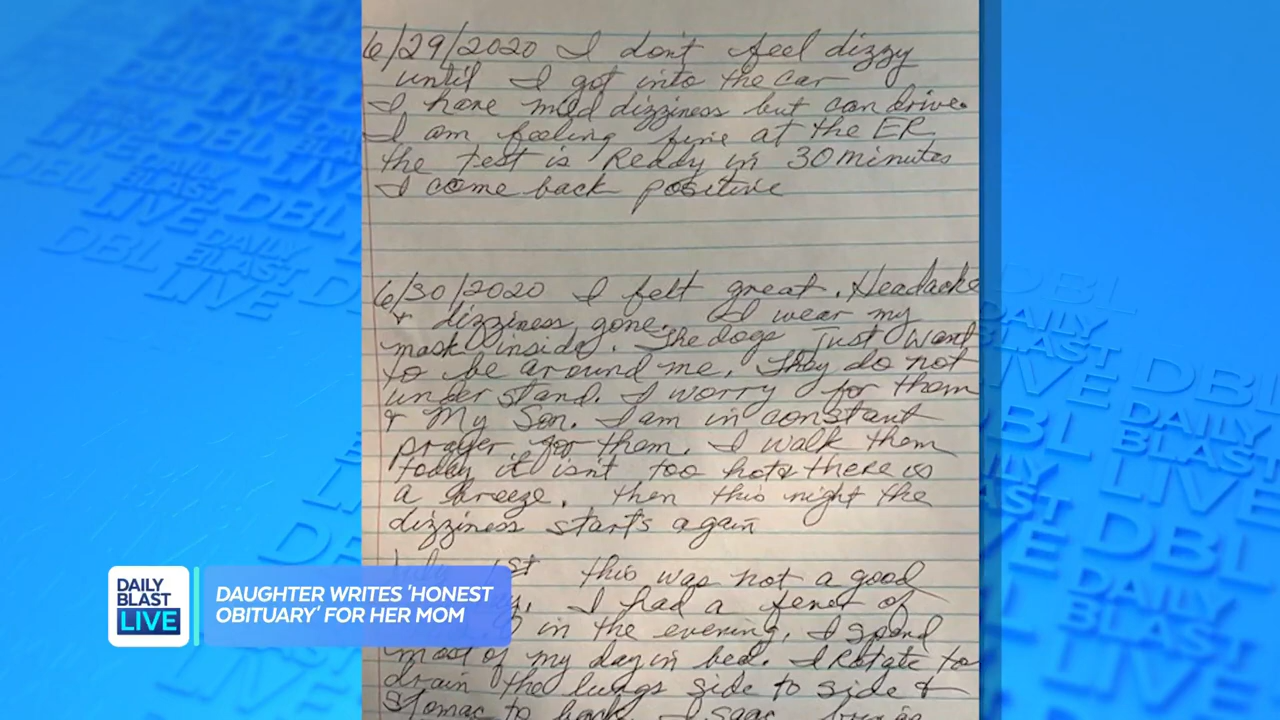 6/29/2020 I don't feel dizzy
until I got into the car
I have mild dizziness but can drive.
I am feeling fine at the ER
the test is Ready in 30 minutes
I come back positive
6/30/2020 I felt great. Headache
+ dizziness gone. I wear my
mask inside. The dogs Just want
to be around me. They do not
understand. I worry for them
& My Son. I am in constant
prayer for them. I walk them
today it isn't too hot & there is
a breeze. then this night the
dizziness starts again
July 1st this was not a good
I had a fever of
in the evening. I spend
most of my day in bed. I Rotate to
drain the lungs side to side &
Stomac to back. I
DAILY
BLAST
LIVE
DAUGHTER WRITES 'HONEST
OBITUARY' FOR HER MOM
DBL
DAILY
BLAST
LIVE